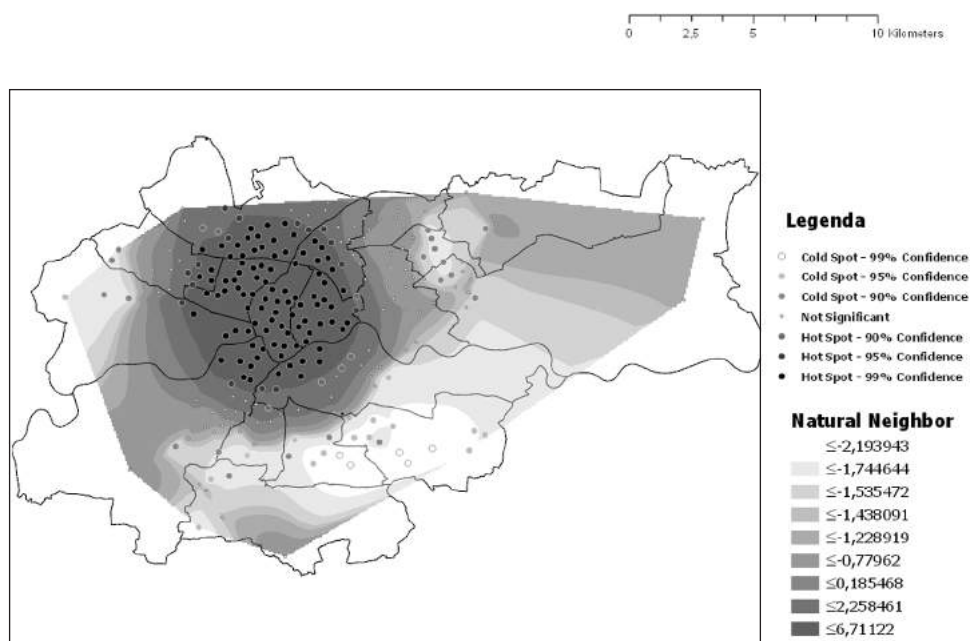 0 2,5 5 10 Kilometers
Legenda
Cold Spot - 99% Confidence
Cold Spot - 95% Confidence
Cold Spot - 90% Confidence
Not Significant
Hot Spot - 90% Confidence
Hot Spot - 95% Confidence
Hot Spot - 99% Confidence
Natural Neighbor
≤-2,193943
≤-1,744644
≤-1,535472
≤-1,438091
≤-1,228919
≤-0,77962
≤0,185468
≤2,258461
≤6,71122